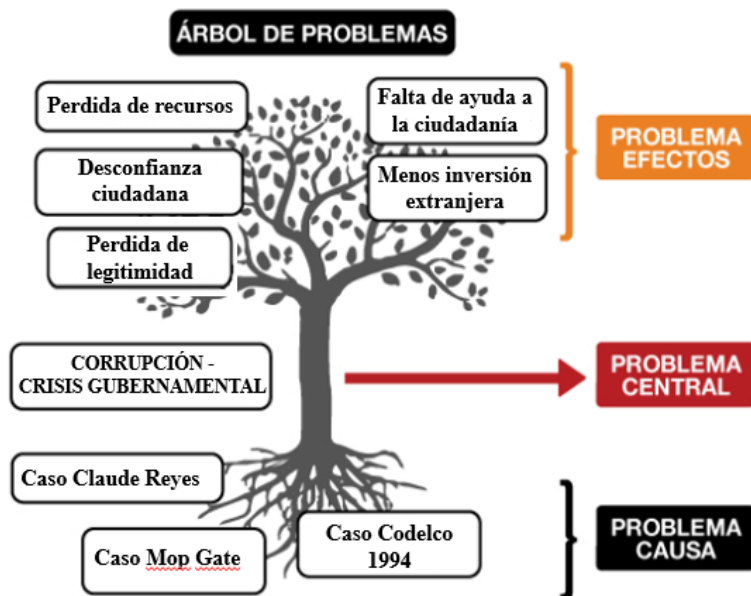 ÁRBOL DE PROBLEMAS
Perdida de recursos
Falta de ayuda a
la ciudadanía
Desconfianza
ciudadana
Menos inversión
extranjera
Perdida de
legitimidad
PROBLEMA
EFECTOS
CORRUPCIÓN -
CRISIS GUBERNAMENTAL
PROBLEMA
CENTRAL
Caso Claude Reyes
Caso Mop Gate
Caso Codelco
1994
PROBLEMA
CAUSA